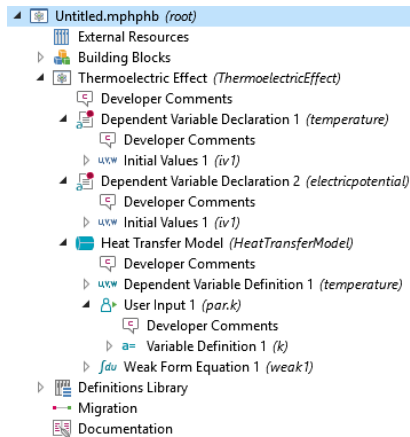 Untitled.mphphb (root)
External Resources
Building Blocks
Thermoelectric Effect (ThermoelectricEffect)
c Developer Comments
Dependent Variable Declaration 1 (temperature)
c Developer Comments
u,v,w Initial Values 1 (iv1)
Dependent Variable Declaration 2 (electricpotential)
c Developer Comments
u,v,w Initial Values 1 (iv1)
Heat Transfer Model (HeatTransferModel)
c Developer Comments
u,v,w Dependent Variable Definition 1 (temperature)
User Input 1 (par.k)
c Developer Comments
a= Variable Definition 1 (k)
∫du Weak Form Equation 1 (weak1)
Definitions Library
Migration
Documentation